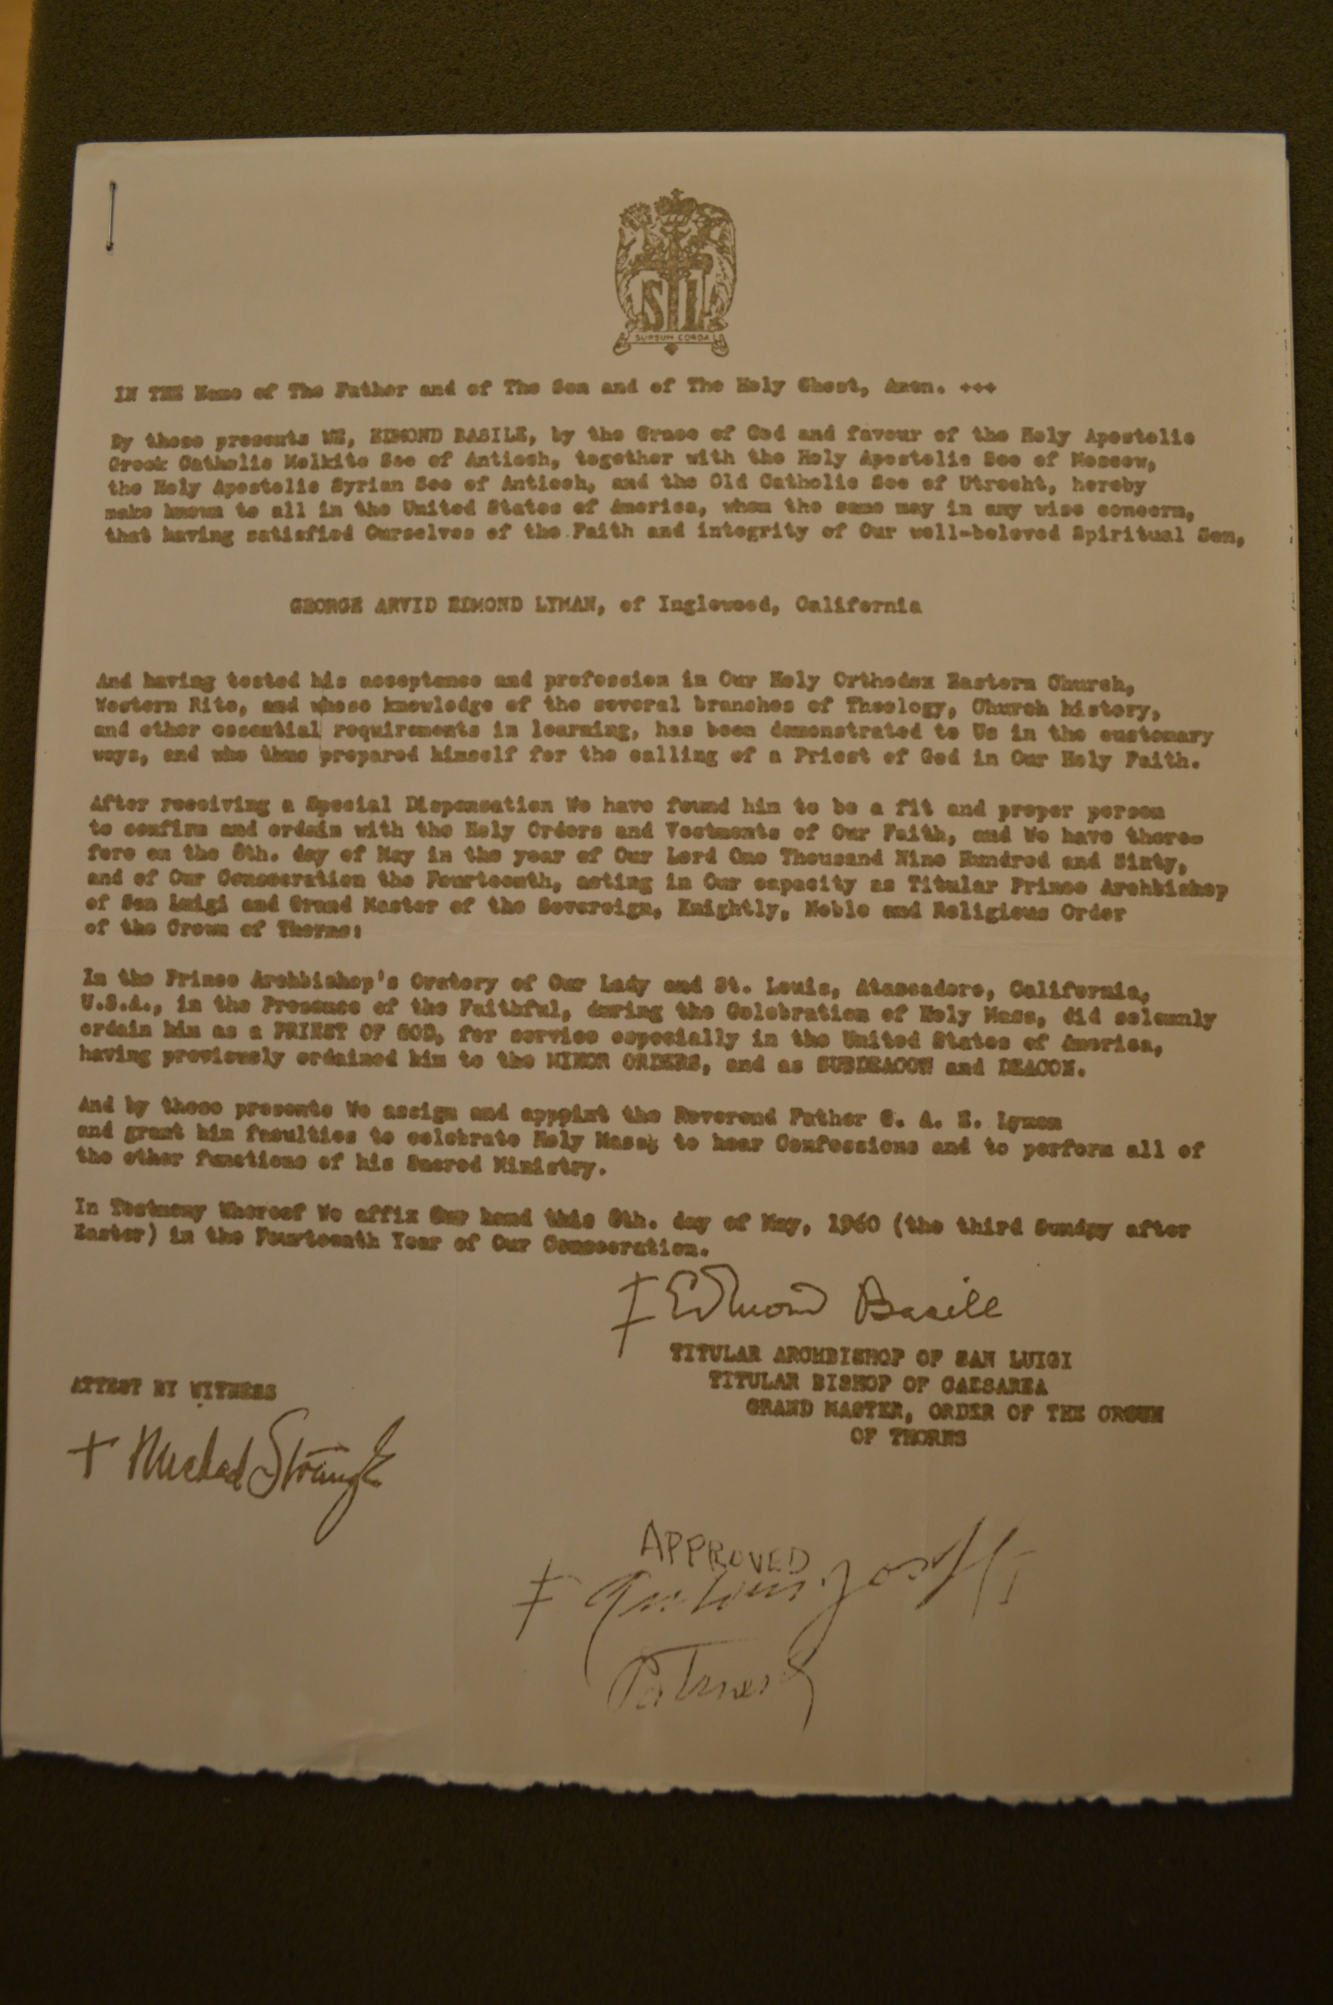 SLI
SURSUM CORDA
IN THE Name of The Father and of The Son and of The Holy Ghost, Amen. +++
By these presents WE, EDMOND BASILE, by the Grace of God and favour of the Holy Apostolic
Greek Catholic Melkite See of Antioch, together with the Holy Apostolic See of Moscow,
the Holy Apostolic Syrian See of Antioch, and the Old Catholic See of Utrecht, hereby
make known to all in the United States of America, whom the same may in any wise concern,
that having satisfied Ourselves of the Faith and integrity of Our well-beloved Spiritual Son,
GEORGE ARVID EDMOND LYMAN, of Inglewood, California
And having tested his acceptance and profession in Our Holy Orthodox Eastern Church,
Western Rite, and whose knowledge of the several branches of Theology, Church history,
and other essential requirements in learning, has been demonstrated to Us in the customary
ways, and who thus prepared himself for the calling of a Priest of God in Our Holy Faith.
After receiving a Special Dispensation We have found him to be a fit and proper person
to confirm and ordain with the Holy Orders and Vestments of Our Faith, and We have there-
fore on the 8th. day of May in the year of Our Lord One Thousand Nine Hundred and Sixty,
and of Our Consecration the Fourteenth, acting in Our capacity as Titular Prince Archbishop
of San Luigi and Grand Master of the Sovereign, Knightly, Noble and Religious Order
of the Crown of Thorns:
In the Prince Archbishop's Oratory of Our Lady and St. Louis, Atascadero, California,
U.S.A., in the Presence of the Faithful, during the Celebration of Holy Mass, did solemnly
ordain him as a PRIEST OF GOD, for service especially in the United States of America,
having previously ordained him to the MINOR ORDERS, and as SUBDEACON and DEACON.
And by these presents We assign and appoint the Reverend Father G. A. E. Lyman
and grant him faculties to celebrate Holy Mass, to hear Confessions and to perform all of
the other functions of his Sacred Ministry.
In Testmony Whereof We affix Our hand this 8th. day of May, 1960 (the third Sunday after
Easter) in the Fourteenth Year of Our Consecration.
Edmond Basile
TITULAR ARCHBISHOP OF SAN LUIGI
TITULAR BISHOP OF CAESAREA
GRAND MASTER, ORDER OF THE CROWN
OF THORNS
ATTEST BY WITNESS
+ Michael
APPROVED
Joseph